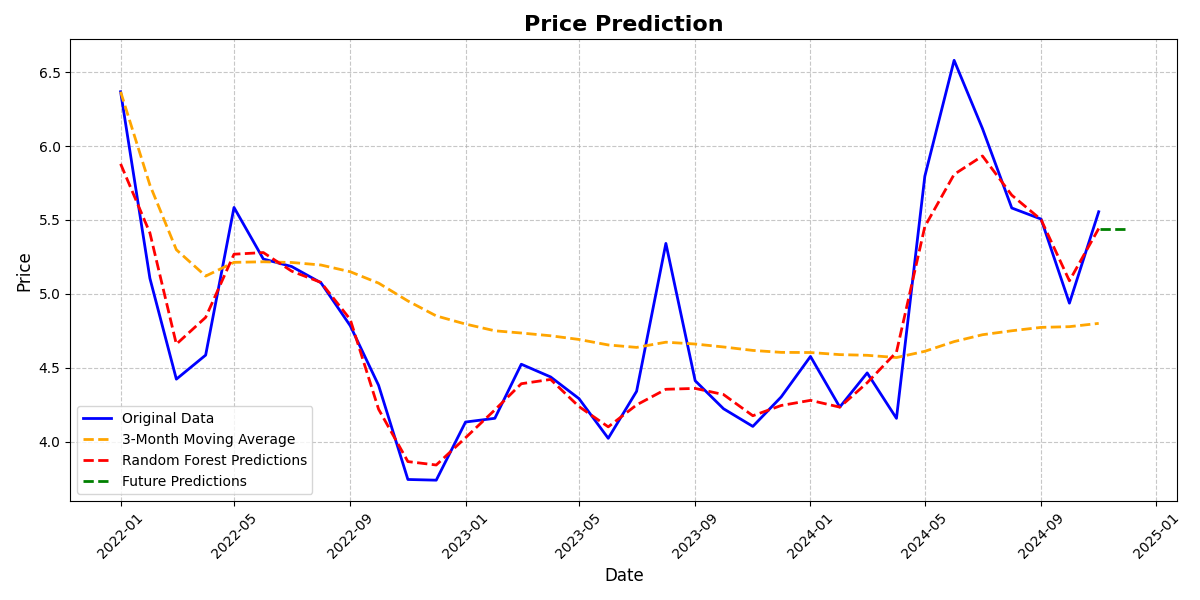 Price Prediction
Price
6.5
6.0
5.5
5.0
4.5
4.0
Original Data
3-Month Moving Average
Random Forest Predictions
Future Predictions
2022-01
2022-05
2022-09
2023-01
2023-05
2023-09
2024-01
2024-05
2024-09
2025-01
Date